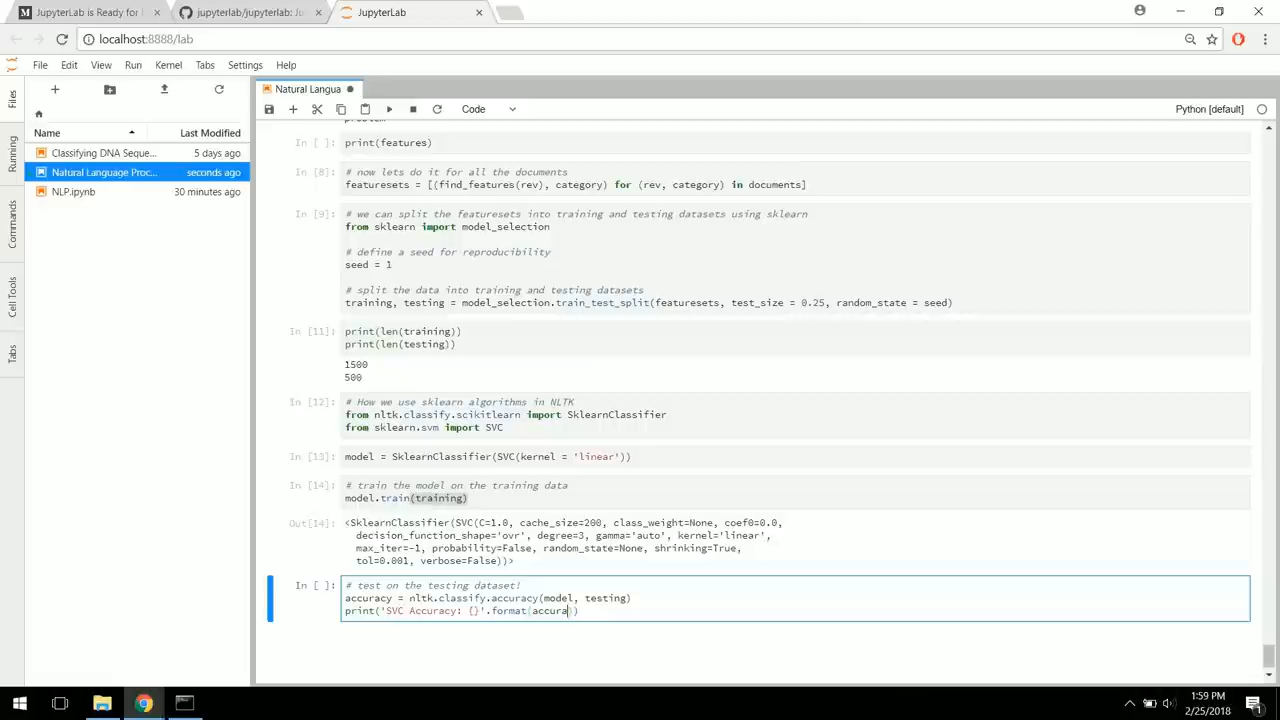 JupyterLab is Ready for
jupyterlab/jupyterlab: J
JupyterLab
localhost:8888/lab
File Edit View Run Kernel Tabs Settings Help
Files
Running
Commands
Cell Tools
Tabs
Name Last Modified
Classifying DNA Seque... 5 days ago
Natural Language Proc... seconds ago
NLP.ipynb 30 minutes ago
Natural Langua
Code
Python [default]
In [ ]: print(features)
In [8]: # now lets do it for all the documents
featuresets = [(find_features(rev), category) for (rev, category) in documents]
In [9]: # we can split the featuresets into training and testing datasets using sklearn
from sklearn import model_selection
# define a seed for reproducibility
seed = 1
# split the data into training and testing datasets
training, testing = model_selection.train_test_split(featuresets, test_size = 0.25, random_state = seed)
In [11]: print(len(training))
print(len(testing))
1500
500
In [12]: # How we use sklearn algorithms in NLTK
from nltk.classify.scikitlearn import SklearnClassifier
from sklearn.svm import SVC
In [13]: model = SklearnClassifier(SVC(kernel = 'linear'))
In [14]: # train the model on the training data
model.train(training)
Out[14]: <SklearnClassifier(SVC(C=1.0, cache_size=200, class_weight=None, coef0=0.0,
decision_function_shape='ovr', degree=3, gamma='auto', kernel='linear',
max_iter=-1, probability=False, random_state=None, shrinking=True,
tol=0.001, verbose=False))>
In [ ]: # test on the testing dataset!
accuracy = nltk.classify.accuracy(model, testing)
print('SVC Accuracy: {}'.format(accura))
1:59 PM
2/25/2018
1